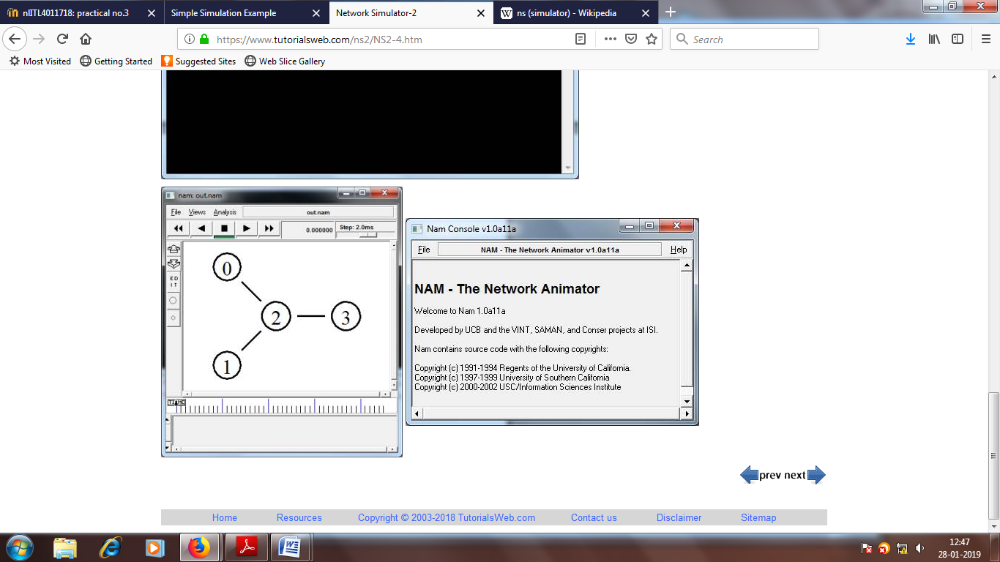 nlITL4011718: practical no.3
Simple Simulation Example
Network Simulator-2
W ns (simulator) - Wikipedia
https://www.tutorialsweb.com/ns2/NS2-4.htm
Search
Most Visited
Getting Started
Suggested Sites
Web Slice Gallery
nam: out.nam
File Views Analysis out.nam
0.000000 Step: 2.0ms
EDIT
0
2
3
1
TIME
Nam Console v1.0a11a
File NAM - The Network Animator v1.0a11a Help
NAM - The Network Animator
Welcome to Nam 1.0a11a
Developed by UCB and the VINT, SAMAN, and Conser projects at ISI.
Nam contains source code with the following copyrights:
Copyright (c) 1991-1994 Regents of the University of California.
Copyright (c) 1997-1999 University of Southern California
Copyright (c) 2000-2002 USC/Information Sciences Institute
prev next
Home Resources Copyright © 2003-2018 TutorialsWeb.com Contact us Disclaimer Sitemap
12:47
28-01-2019